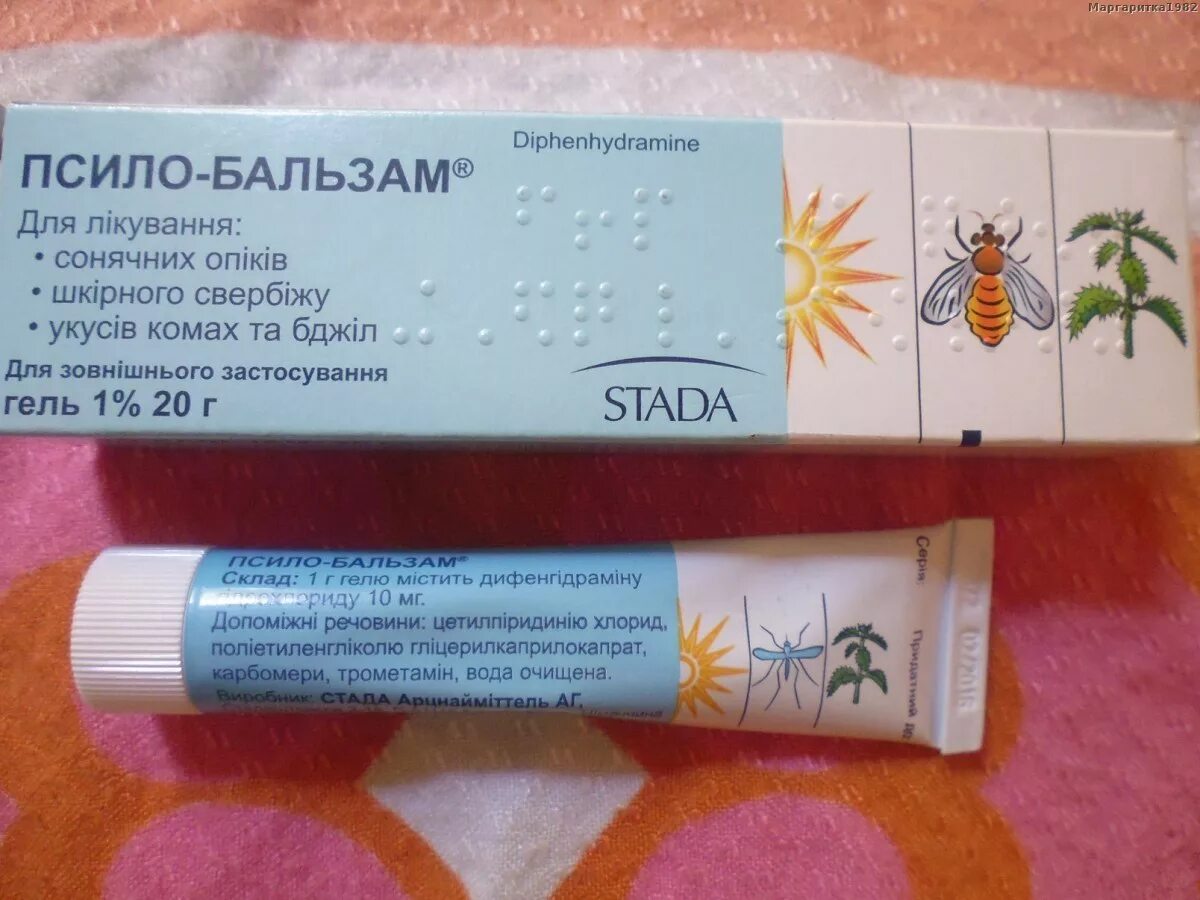 Маргаритка1982
Diphenhydramine
ПСИЛО-БАЛЬЗАМ®
Для лікування:
• сонячних опіків
• шкірного свербіжу
• укусів комах та бджіл
Для зовнішнього застосування
гель 1% 20 г
STADA
ПСИЛО-БАЛЬЗАМ®
Склад: 1 г гелю містить дифенгідраміну
гідрохлориду 10 мг.
Допоміжні речовини: цетилпіридинію хлорид,
поліетиленгліколю гліцерилкаприлокапрат,
карбомери, трометамін, вода очищена.
Виробник: СТАДА Арцнайміттель АГ,
Серія:
Придатний до
02/2016